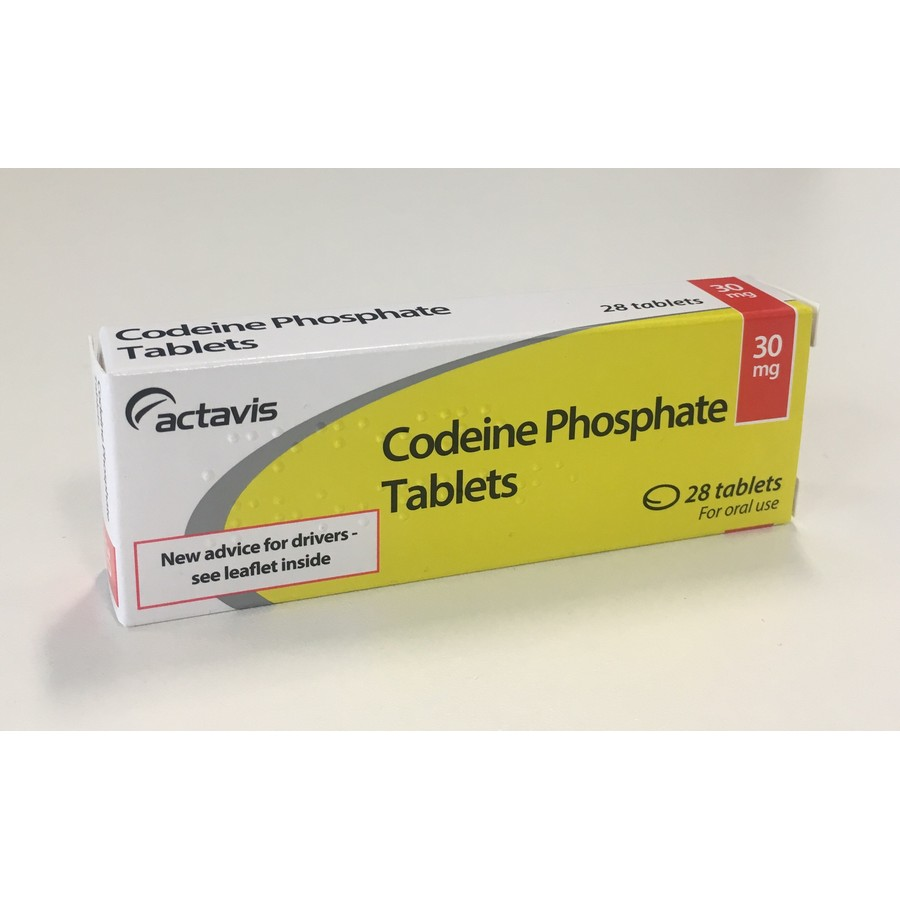 Codeine Phosphate
Tablets
28 tablets
30
mg
actavis
Codeine Phosphate
Tablets
30
mg
28 tablets
For oral use
New advice for drivers -
see leaflet inside